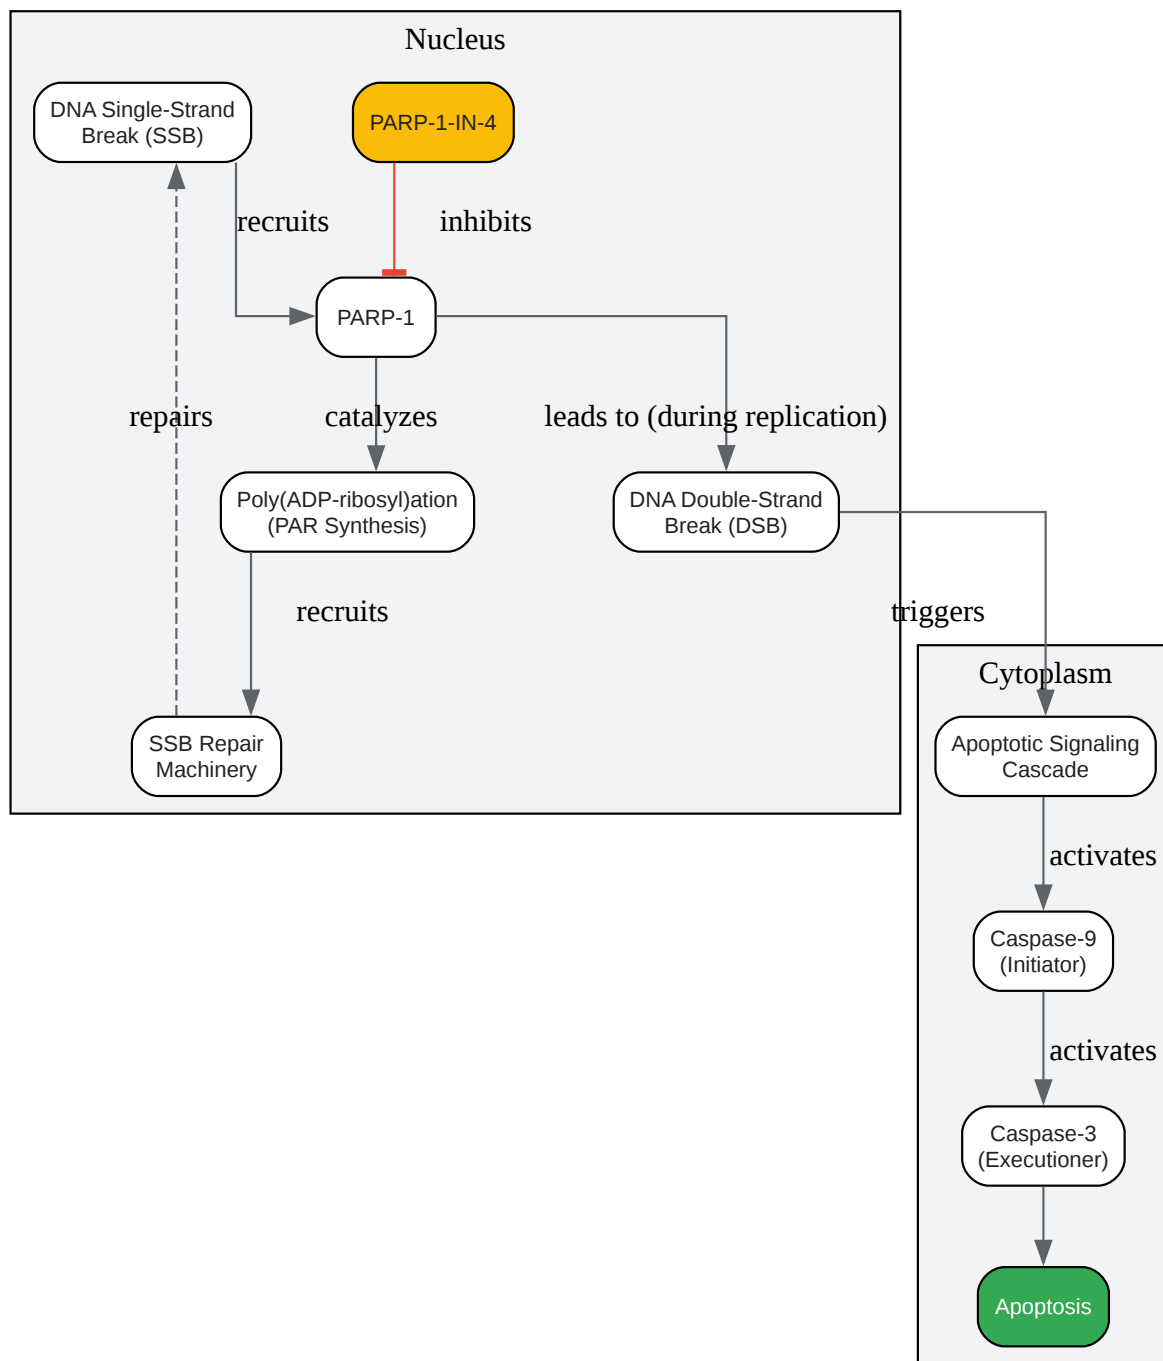 Nucleus
DNA Single-Strand
Break (SSB)
PARP-1-IN-4
recruits
inhibits
PARP-1
repairs
catalyzes
leads to (during replication)
Poly(ADP-ribosyl)ation
(PAR Synthesis)
DNA Double-Strand
Break (DSB)
recruits
triggers
Cytoplasm
SSB Repair
Machinery
Apoptotic Signaling
Cascade
activates
Caspase-9
(Initiator)
activates
Caspase-3
(Executioner)
Apoptosis